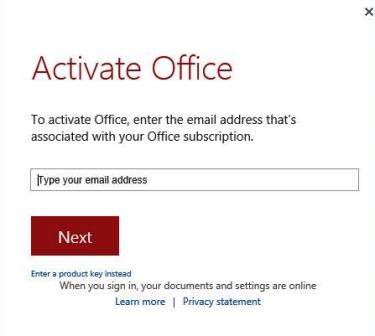 Activate Office
To activate Office, enter the email address that's
associated with your Office subscription.
Type your email address
Next
Enter a product key instead
When you sign in, your documents and settings are online
Learn more | Privacy statement